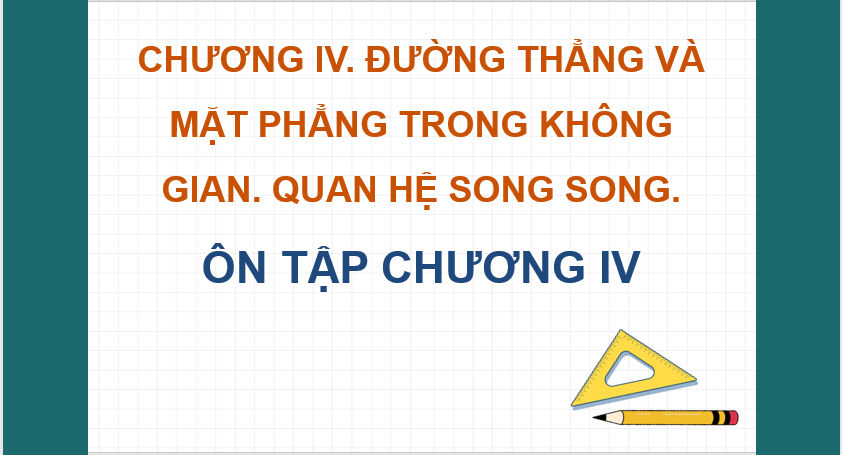 CHƯƠNG IV. ĐƯỜNG THẲNG VÀ
MẶT PHẲNG TRONG KHÔNG
GIAN. QUAN HỆ SONG SONG.
ÔN TẬP CHƯƠNG IV